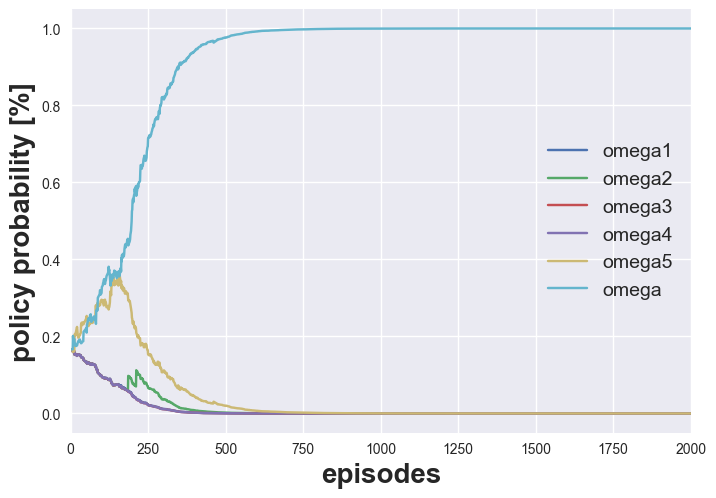 1.0
0.8
0.6
0.4
0.2
0.0
policy probability [%]
omega1
omega2
omega3
omega4
omega5
omega
0 250 500 750 1000 1250 1500 1750 2000
episodes